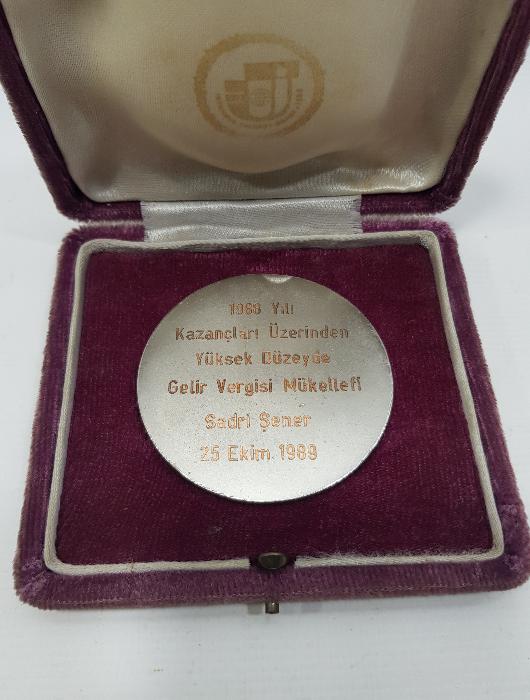 1988 Yılı
Kazançları Üzerinden
Yüksek Düzeyde
Gelir Vergisi Mükellefi
Sadri Şener
25 Ekim 1989